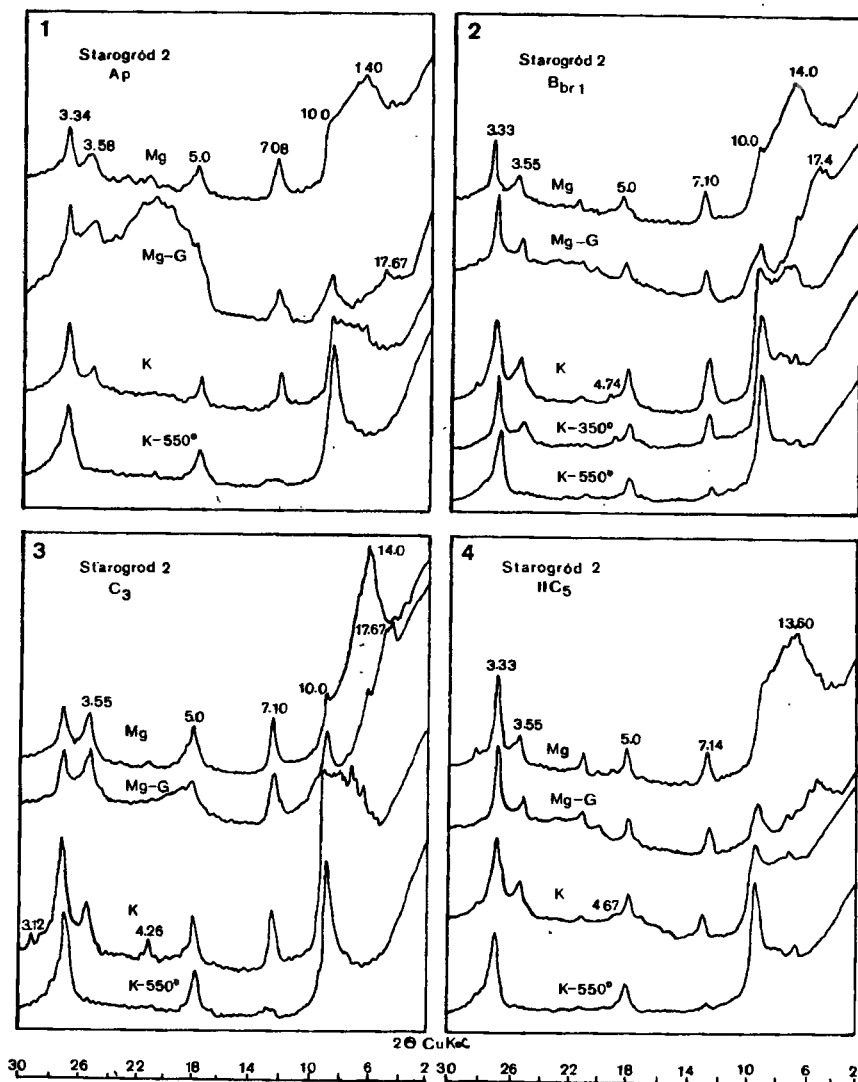 1
Starogród 2
Ap
3.34
3.58
Mg
5.0
7.08
10.0
1.40
Mg-G
17.67
K
K-550°
2
Starogród 2
Bbr1
3.33
3.55
Mg
5.0
7.10
10.0
14.0
17.4
Mg-G
K
4.74
K-350°
K-550°
3
Starogród 2
C3
14.0
17.67
10.0
3.55
Mg
5.0
7.10
Mg-G
K
3.12
4.26
K-550°
4
Starogród 2
IIC5
13.60
3.33
3.55
Mg
5.0
7.14
Mg-G
K
4.67
K-550°
2Θ CuKα
30 26 22 18 14 10 6 2
26 22 18 14 10 6 2